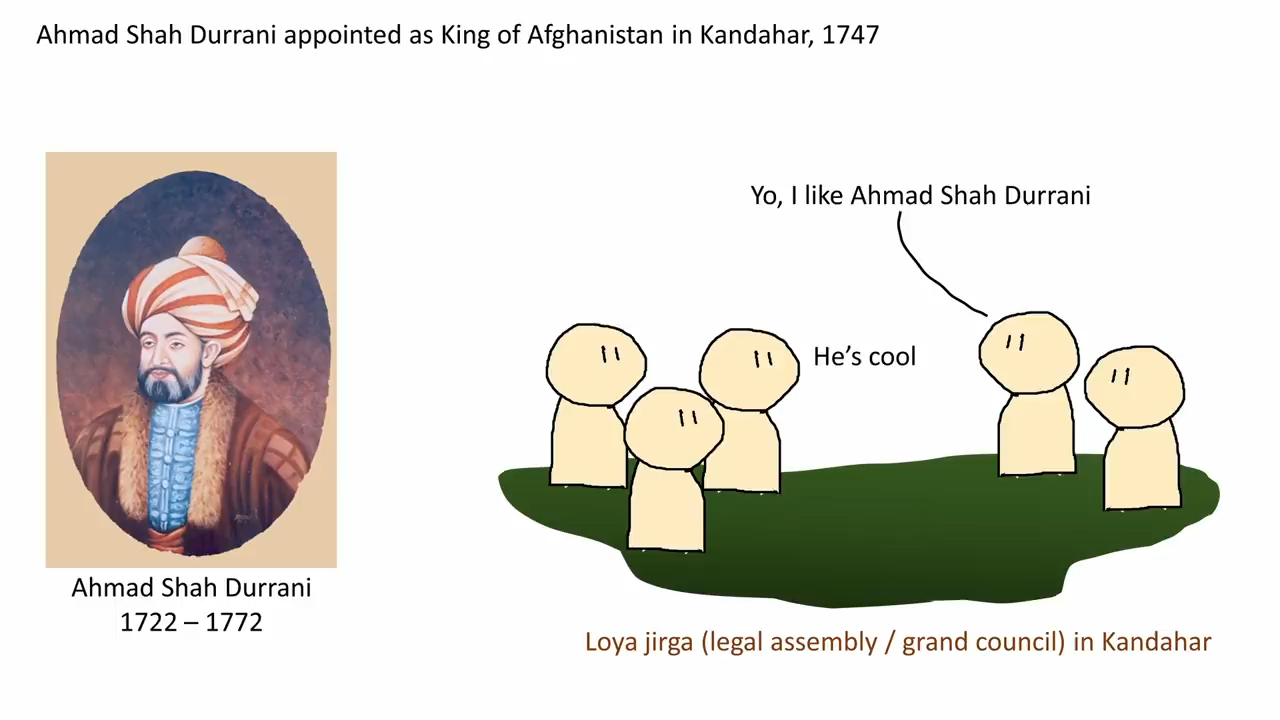 Ahmad Shah Durrani appointed as King of Afghanistan in Kandahar, 1747
Yo, I like Ahmad Shah Durrani
He’s cool
Ahmad Shah Durrani
1722 – 1772
Loya jirga (legal assembly / grand council) in Kandahar